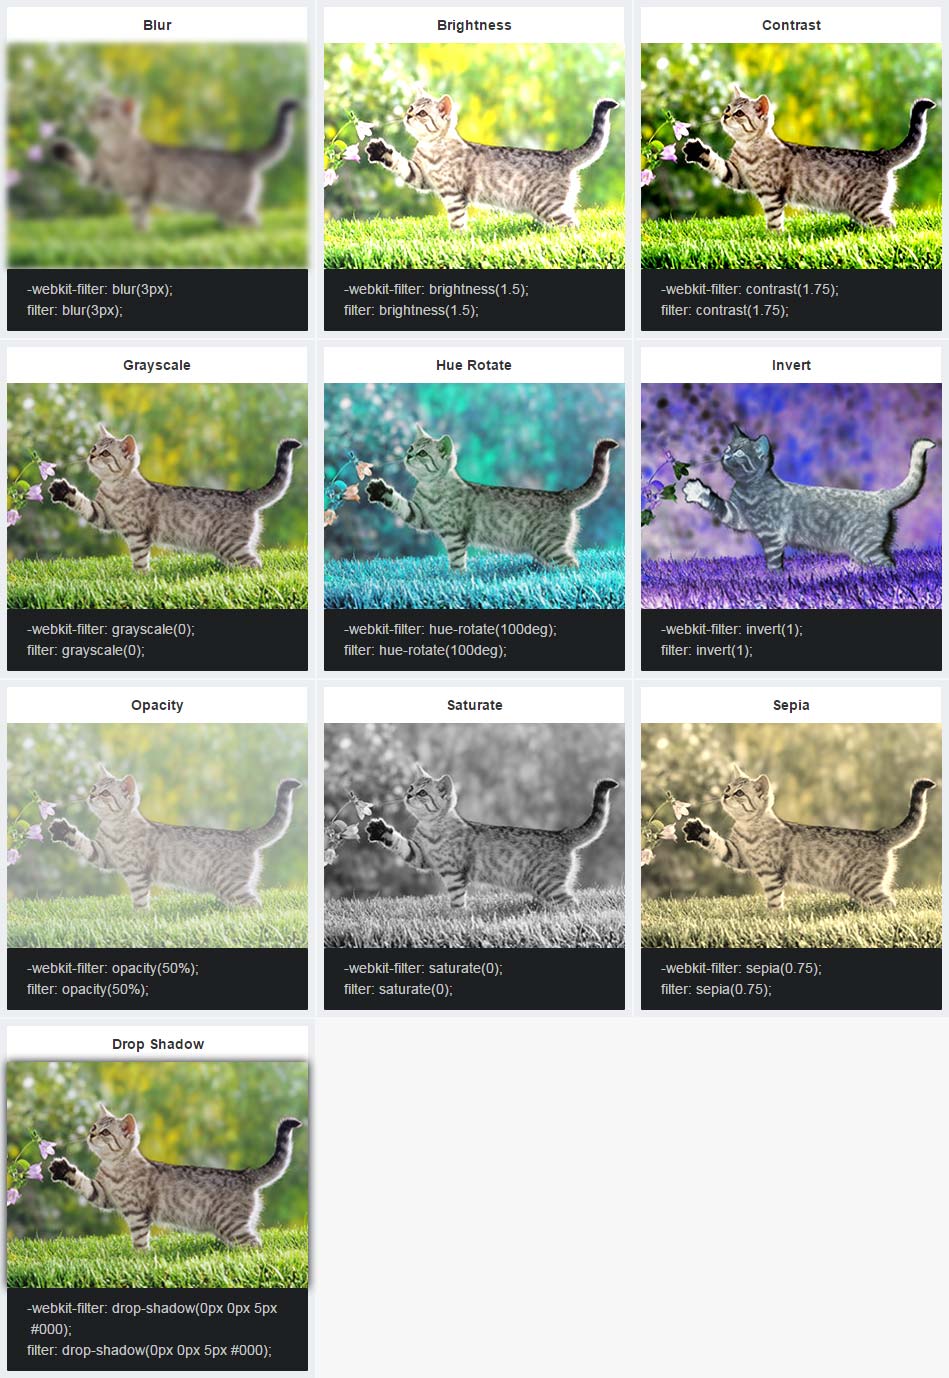 Blur
Brightness
Contrast
-webkit-filter: blur(3px);
filter: blur(3px);
-webkit-filter: brightness(1.5);
filter: brightness(1.5);
-webkit-filter: contrast(1.75);
filter: contrast(1.75);
Grayscale
Hue Rotate
Invert
-webkit-filter: grayscale(0);
filter: grayscale(0);
-webkit-filter: hue-rotate(100deg);
filter: hue-rotate(100deg);
-webkit-filter: invert(1);
filter: invert(1);
Opacity
Saturate
Sepia
-webkit-filter: opacity(50%);
filter: opacity(50%);
-webkit-filter: saturate(0);
filter: saturate(0);
-webkit-filter: sepia(0.75);
filter: sepia(0.75);
Drop Shadow
-webkit-filter: drop-shadow(0px 0px 5px
#000);
filter: drop-shadow(0px 0px 5px #000);